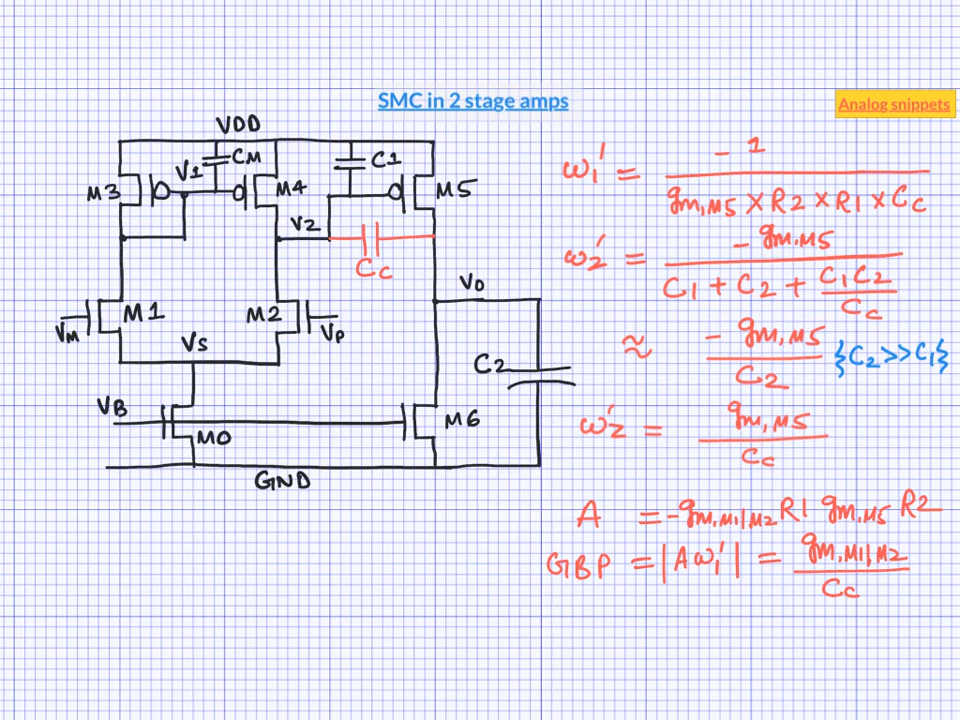 SMC in 2 stage amps
Analog snippets
VDD
V1
CM
C1
M3
M4
M5
V2
Cc
V0
M1
M2
VM
VP
VS
C2
VB
M0
M6
GND
ω1' = -1 / gm,M5 × R2 × R1 × Cc
ω2' = -gm,M5 / C1 + C2 + C1C2 / Cc
≈ -gm,M5 / C2 {C2 >> C1}
ω'z = gm,M5 / Cc
A = -gm,M1|M2 R1 gm,M5 R2
GBP = |Aω1'| = gm,M1|M2 / Cc